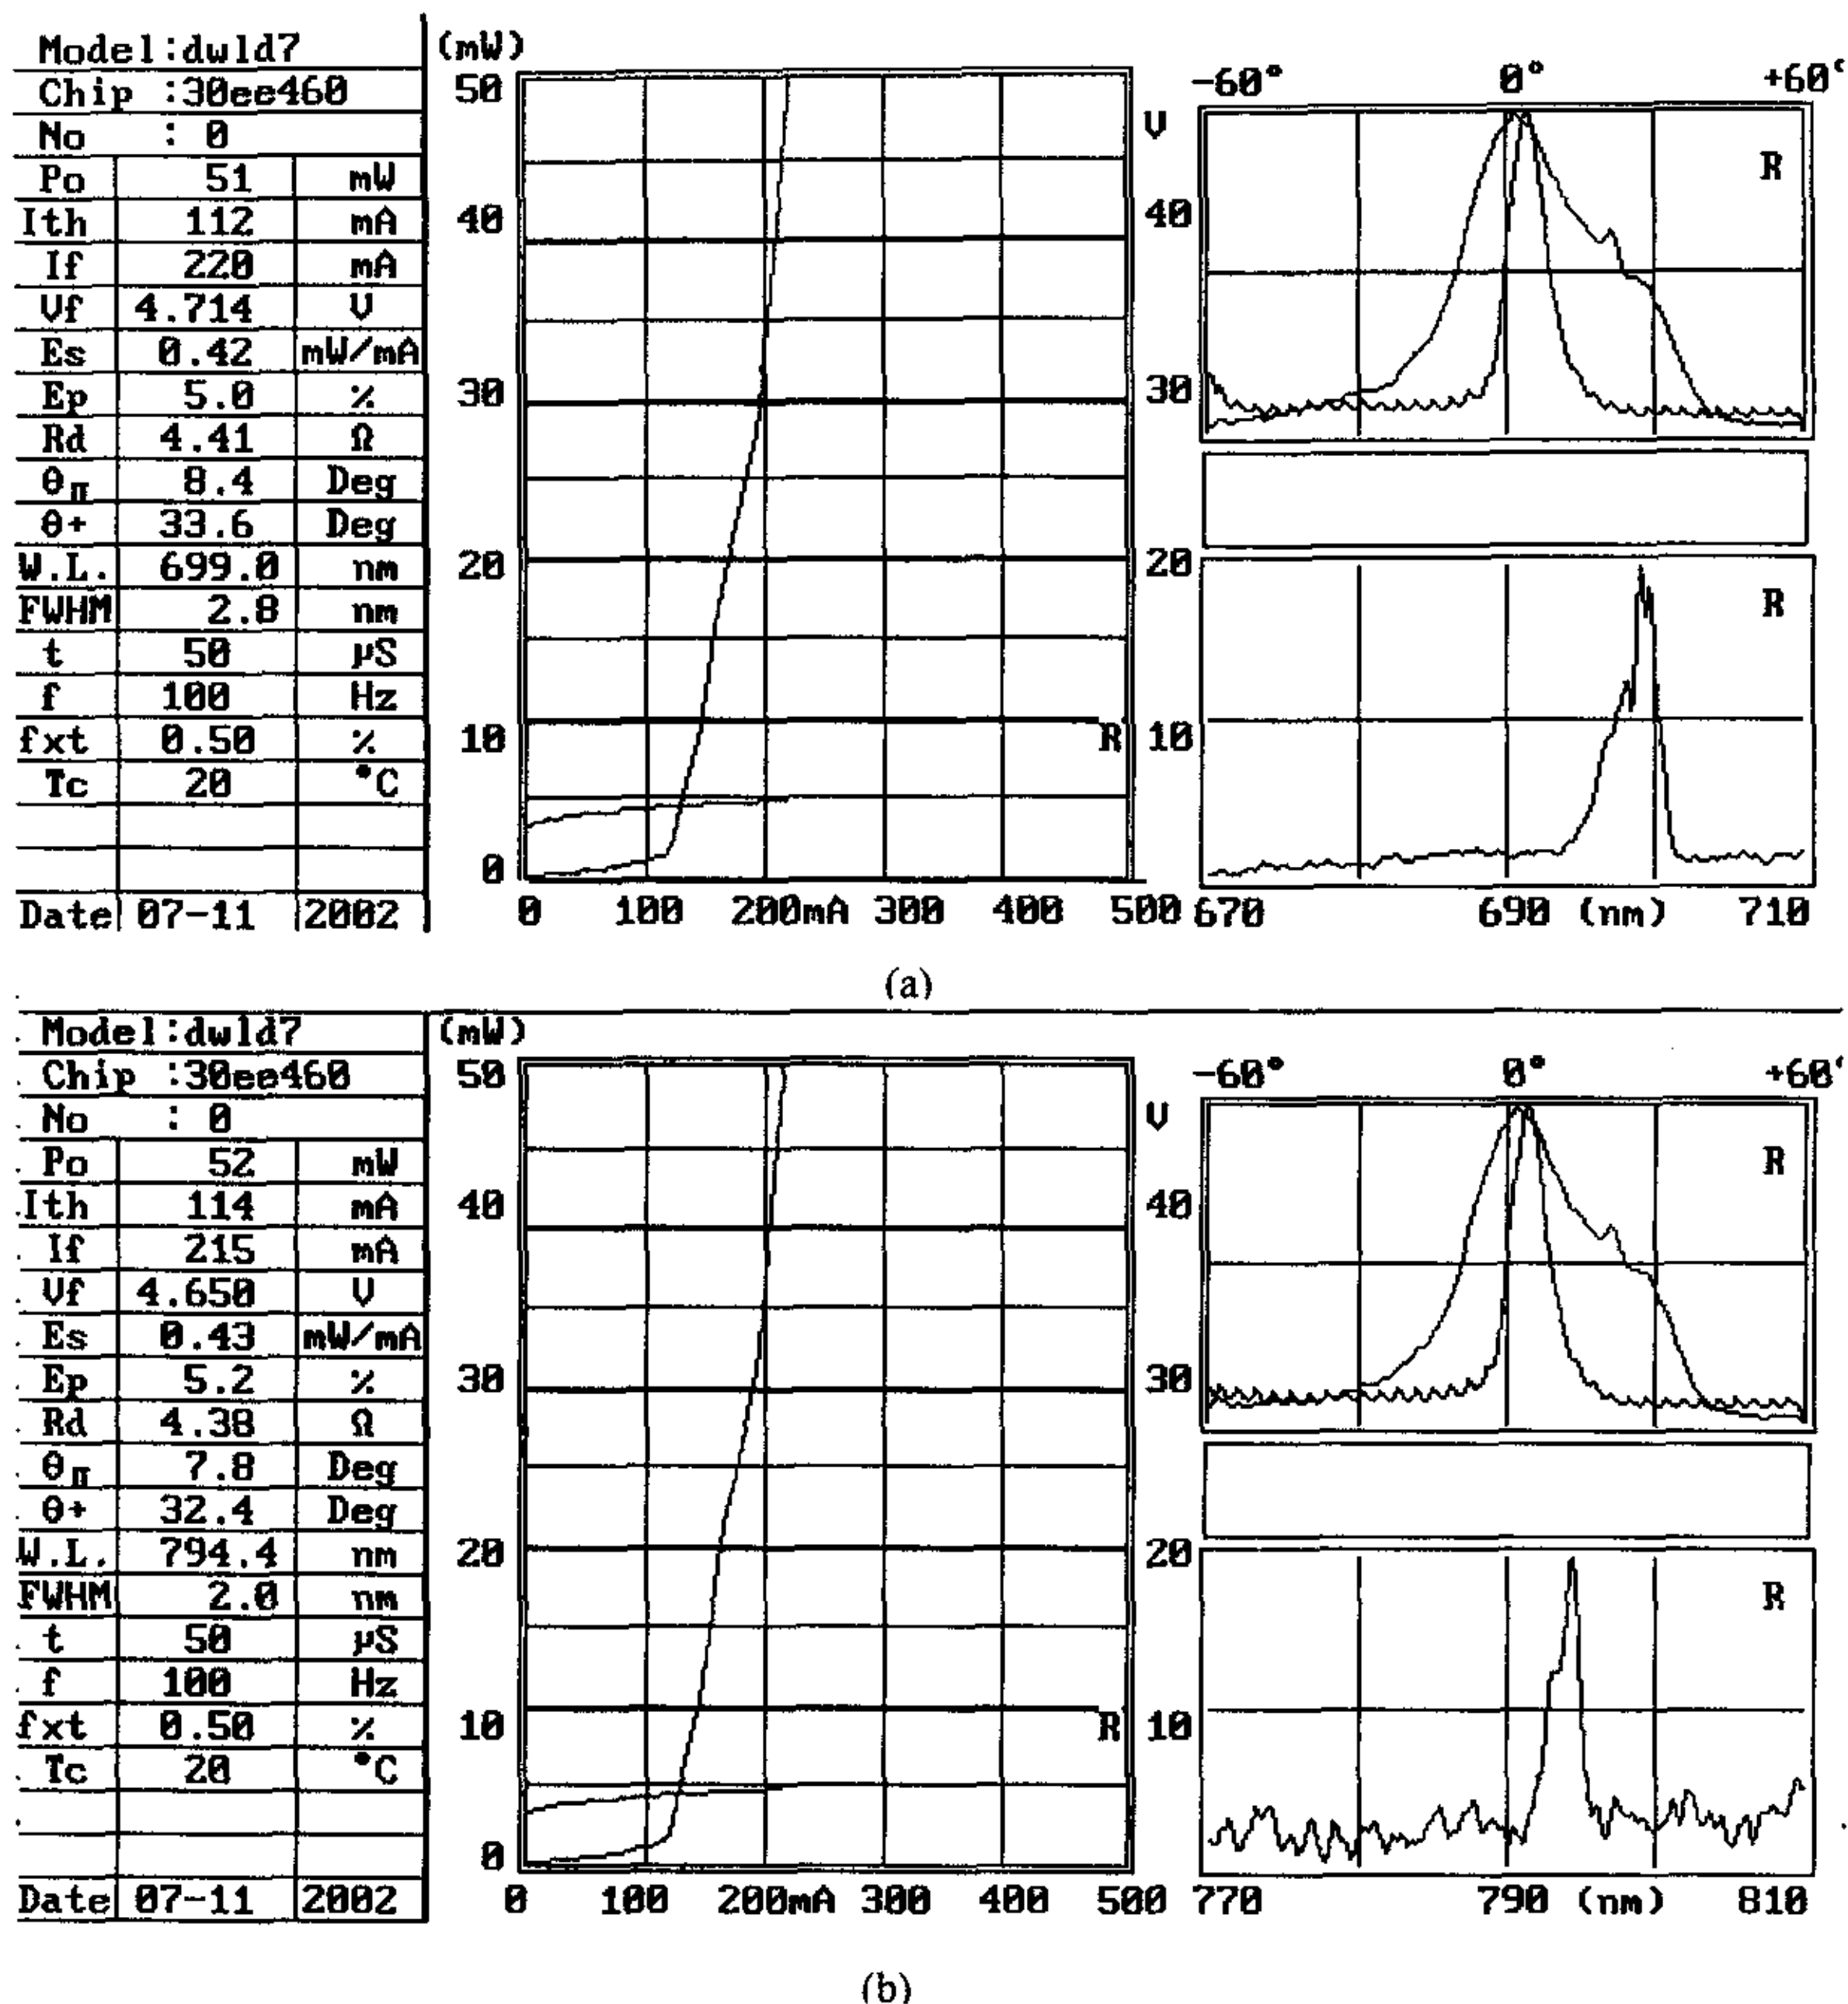 Model:dwld7
Chip :30ee460
No : 0
Po 51 mW
Ith 112 mA
If 220 mA
Vf 4.714 V
Es 0.42 mW/mA
Ep 5.0 %
Rd 4.41 Ω
θπ 8.4 Deg
θ+ 33.6 Deg
W.L. 699.0 nm
FWHM 2.8 nm
t 50 µS
f 100 Hz
fxt 0.50 %
Tc 20 °C
Date 07-11 2002
(mW)
50
40
30
20
10
0
0 100 200mA 300 400 500
V
40
30
20
10
R
-60° 0° +60°
R
R
670 690 (nm) 710
(a)
Model:dwld7
Chip :30ee460
No : 0
Po 52 mW
Ith 114 mA
If 215 mA
Vf 4.650 V
Es 0.43 mW/mA
Ep 5.2 %
Rd 4.38 Ω
θπ 7.8 Deg
θ+ 32.4 Deg
W.L. 794.4 nm
FWHM 2.0 nm
t 50 µS
f 100 Hz
fxt 0.50 %
Tc 20 °C
Date 07-11 2002
(mW)
50
40
30
20
10
0
0 100 200mA 300 400 500
V
40
30
20
10
R
-60° 0° +60°
R
R
770 790 (nm) 810
(b)